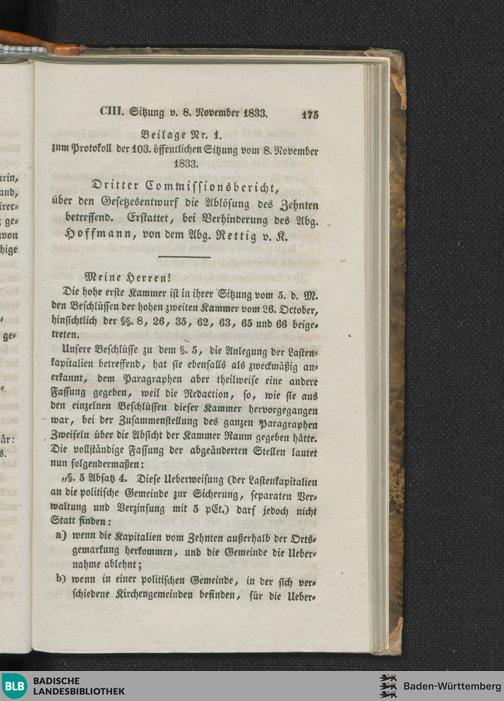 CIII. Sitzung v. 8. November 1833. 175
Beilage Nr. 1.
zum Protokoll der 103. öffentlichen Sitzung vom 8. November
1833.
Dritter Commissionsbericht,
über den Gesetzesentwurf die Ablösung des Zehnten
betreffend. Erstattet, bei Verhinderung des Abg.
Hoffmann, von dem Abg. Rettig v. K.
Meine Herren!
Die hohe erste Kammer ist in ihrer Sitzung vom 5. d. M.
den Beschlüssen der hohen zweiten Kammer vom 26. October,
hinsichtlich der §§. 8, 26, 35, 62, 63, 65 und 66 beige-
treten.
Unsere Beschlüsse zu dem §. 5, die Anlegung der Lasten-
kapitalien betreffend, hat sie ebenfalls als zweckmäßig an-
erkannt, dem Paragraphen aber theilweise eine andere
Fassung gegeben, weil die Redaction, so, wie sie aus
den einzelnen Beschlüssen dieser Kammer hervorgegangen
war, bei der Zusammenstellung des ganzen Paragraphen
Zweifeln über die Absicht der Kammer Raum gegeben hätte.
Die vollständige Fassung der abgeänderten Stellen lautet
nun folgendermaßen:
„§. 5 Absatz 4. Diese Ueberweisung (der Lastenkapitalien
an die politische Gemeinde zur Sicherung, separaten Ver-
waltung und Verzinsung mit 5 pCt.) darf jedoch nicht
Statt finden:
a) wenn die Kapitalien vom Zehnten außerhalb der Orts-
gemarkung herkommen, und die Gemeinde die Ueber-
nahme ablehnt;
b) wenn in einer politischen Gemeinde, in der sich ver-
schiedene Kirchengemeinden befinden, für die Ueber-
BLB BADISCHE
LANDESBIBLIOTHEK
Baden-Württemberg